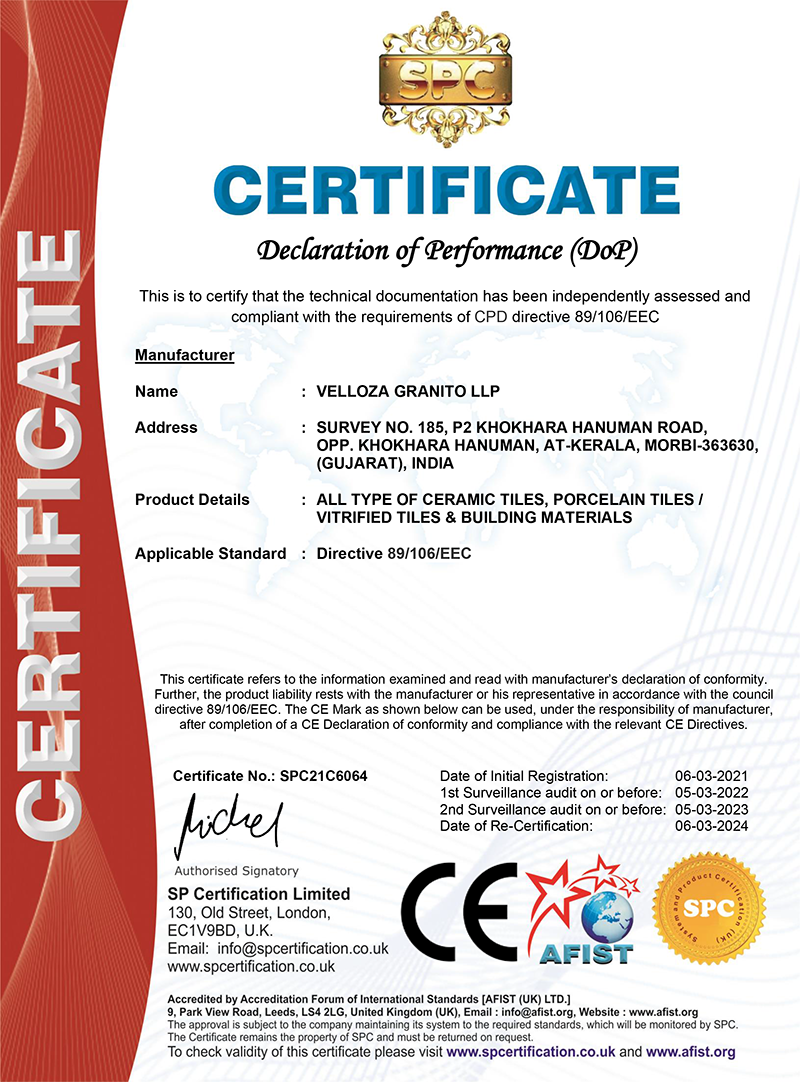 SPC
CERTIFICATE
CERTIFICATE
Declaration of Performance (DoP)
This is to certify that the technical documentation has been independently assessed and
compliant with the requirements of CPD directive 89/106/EEC
Manufacturer
Name : VELLOZA GRANITO LLP
Address : SURVEY NO. 185, P2 KHOKHARA HANUMAN ROAD,
OPP. KHOKHARA HANUMAN, AT-KERALA, MORBI-363630,
(GUJARAT), INDIA
Product Details : ALL TYPE OF CERAMIC TILES, PORCELAIN TILES /
VITRIFIED TILES & BUILDING MATERIALS
Applicable Standard : Directive 89/106/EEC
This certificate refers to the information examined and read with manufacturer's declaration of conformity.
Further, the product liability rests with the manufacturer or his representative in accordance with the council
directive 89/106/EEC. The CE Mark as shown below can be used, under the responsibility of manufacturer,
after completion of a CE Declaration of conformity and compliance with the relevant CE Directives.
Certificate No.: SPC21C6064
Date of Initial Registration: 06-03-2021
1st Surveillance audit on or before: 05-03-2022
2nd Surveillance audit on or before: 05-03-2023
Date of Re-Certification: 06-03-2024
Michel
Authorised Signatory
SP Certification Limited
130, Old Street, London,
EC1V9BD, U.K.
Email: info@spcertification.co.uk
www.spcertification.co.uk
CE
AFIST
System and Product Certification (UK)
SPC
Accredited by Accreditation Forum of International Standards [AFIST (UK) LTD.]
9, Park View Road, Leeds, LS4 2LG, United Kingdom (UK), Email : info@afist.org, Website : www.afist.org
The approval is subject to the company maintaining its system to the required standards, which will be monitored by SPC.
The Certificate remains the property of SPC and must be returned on request.
To check validity of this certificate please visit www.spcertification.co.uk and www.afist.org